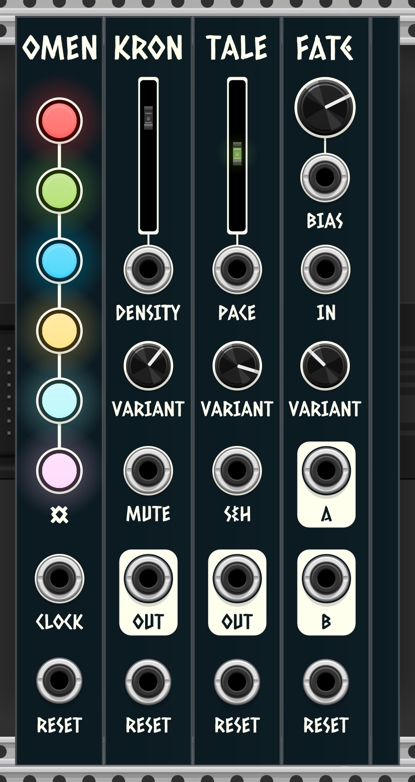 OMEN KRON TALE FATE
BIAS
DENSITY PACE IN
VARIANT VARIANT VARIANT
MUTE S&H A
CLOCK OUT OUT B
RESET RESET RESET RESET